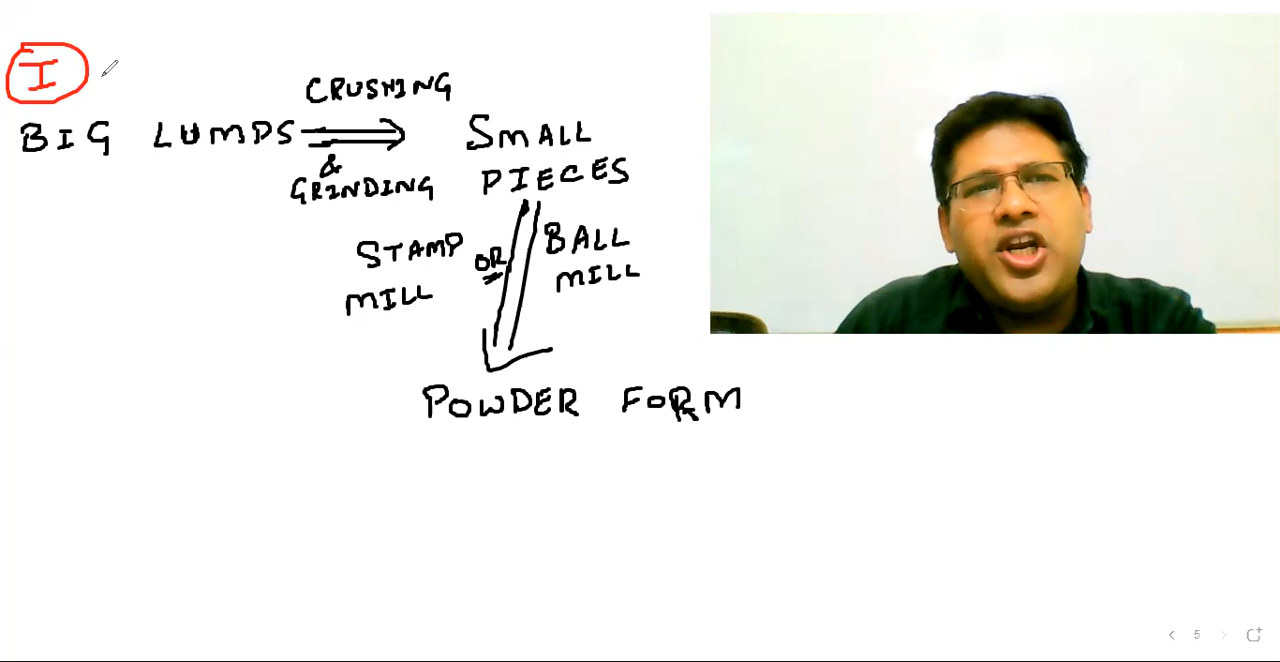 I
CRUSHING
BIG LUMPS
&
GRINDING
SMALL
PIECES
STAMP
MILL
OR
BALL
MILL
POWDER FORM
5